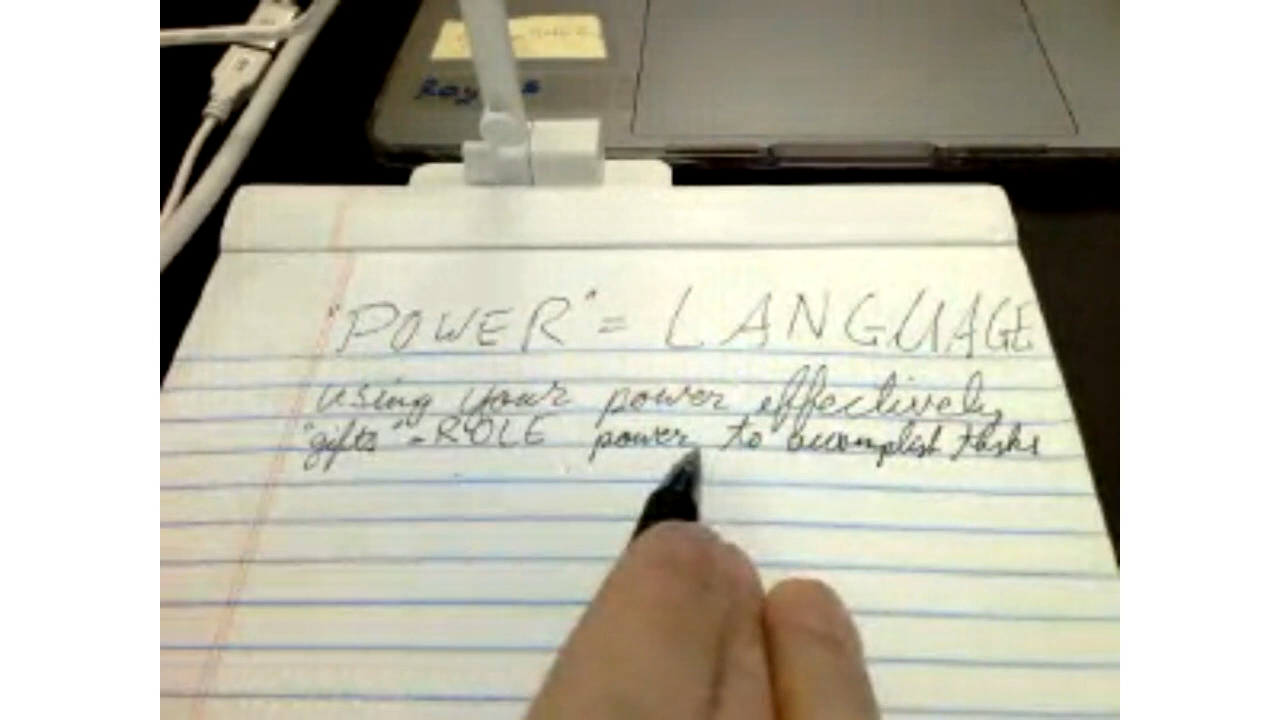 "POWER" = LANGUAGE
using your power effectively
"gifts" - ROLE power to accomplish tasks